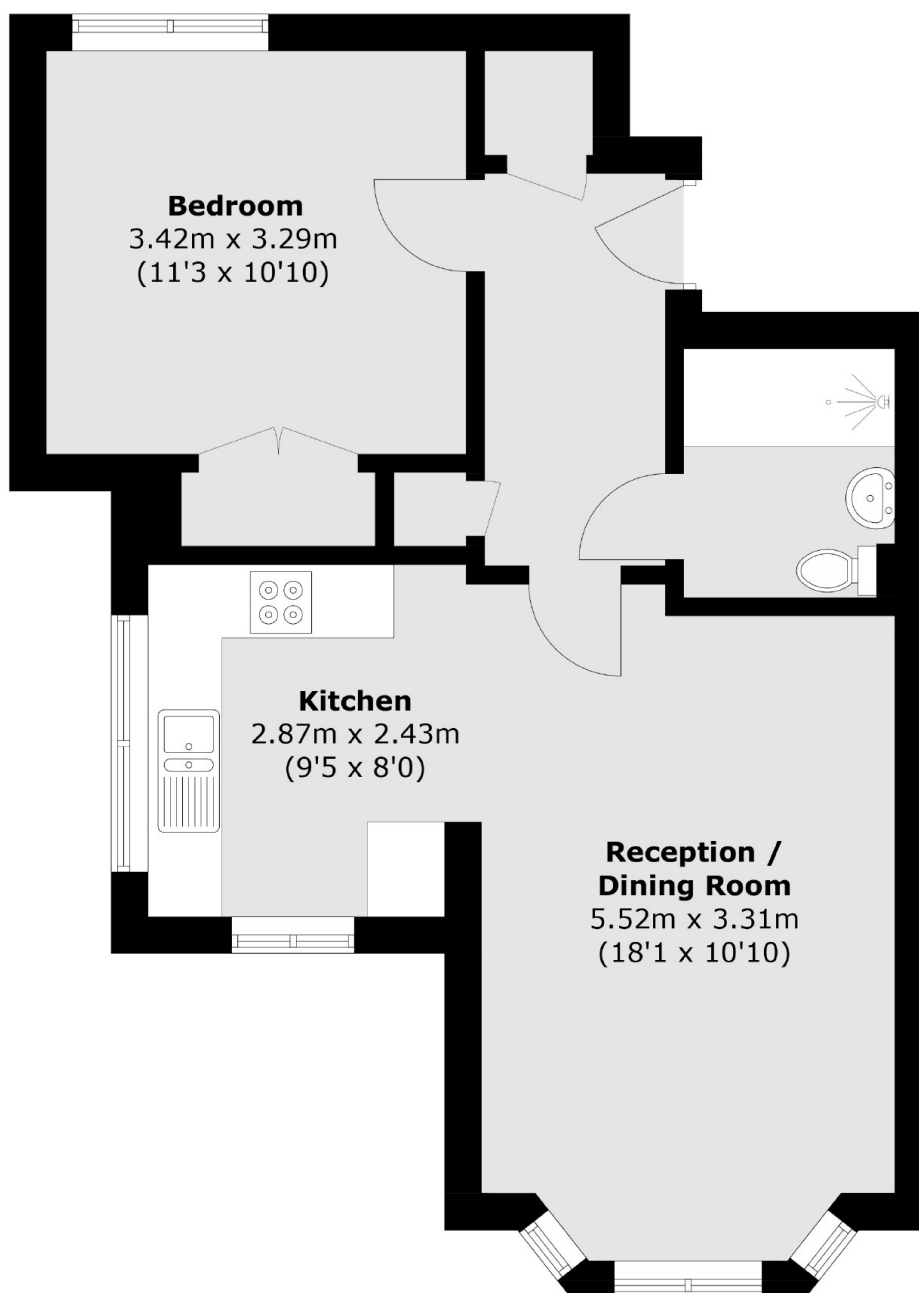 Bedroom
3.42m x 3.29m
(11'3 x 10'10)
Kitchen
2.87m x 2.43m
(9'5 x 8'0)
Reception /
Dining Room
5.52m x 3.31m
(18'1 x 10'10)